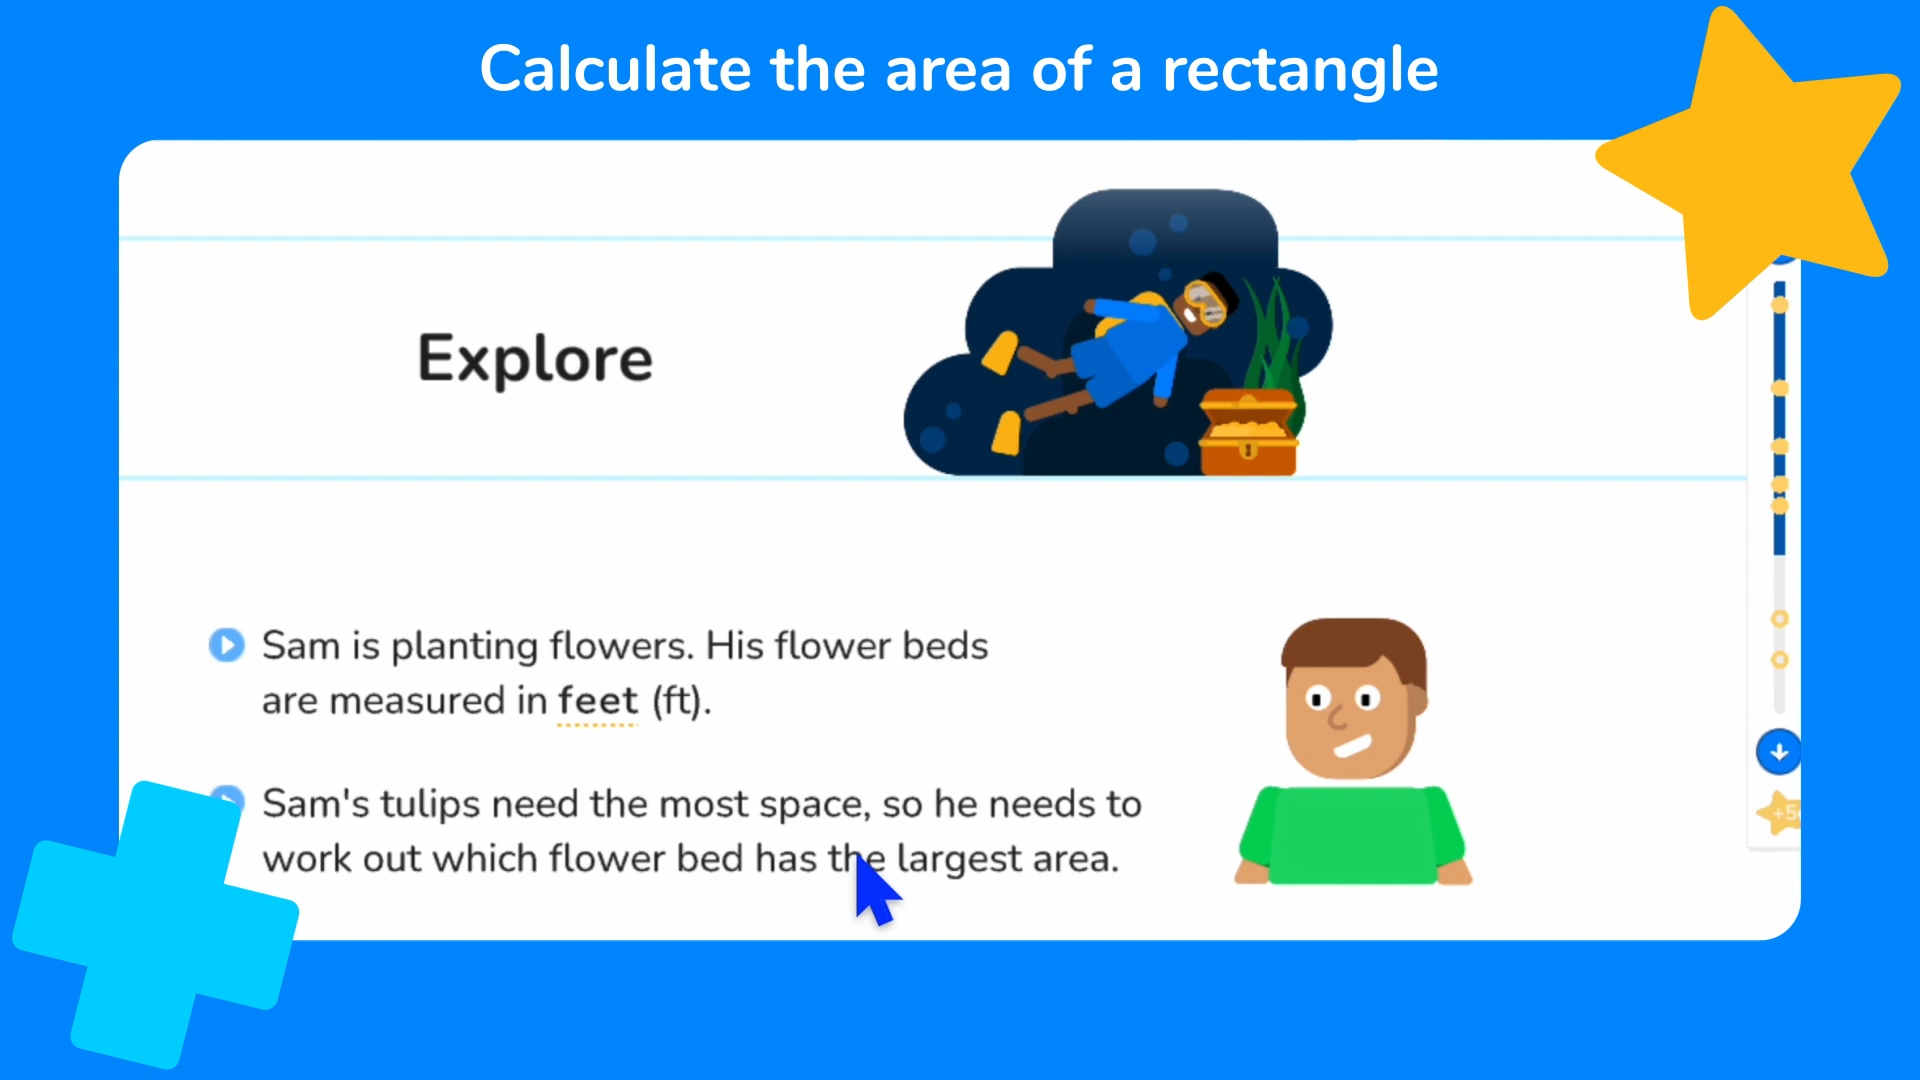 Calculate the area of a rectangle
Explore
Sam is planting flowers. His flower beds
are measured in feet (ft).
Sam's tulips need the most space, so he needs to
work out which flower bed has the largest area.